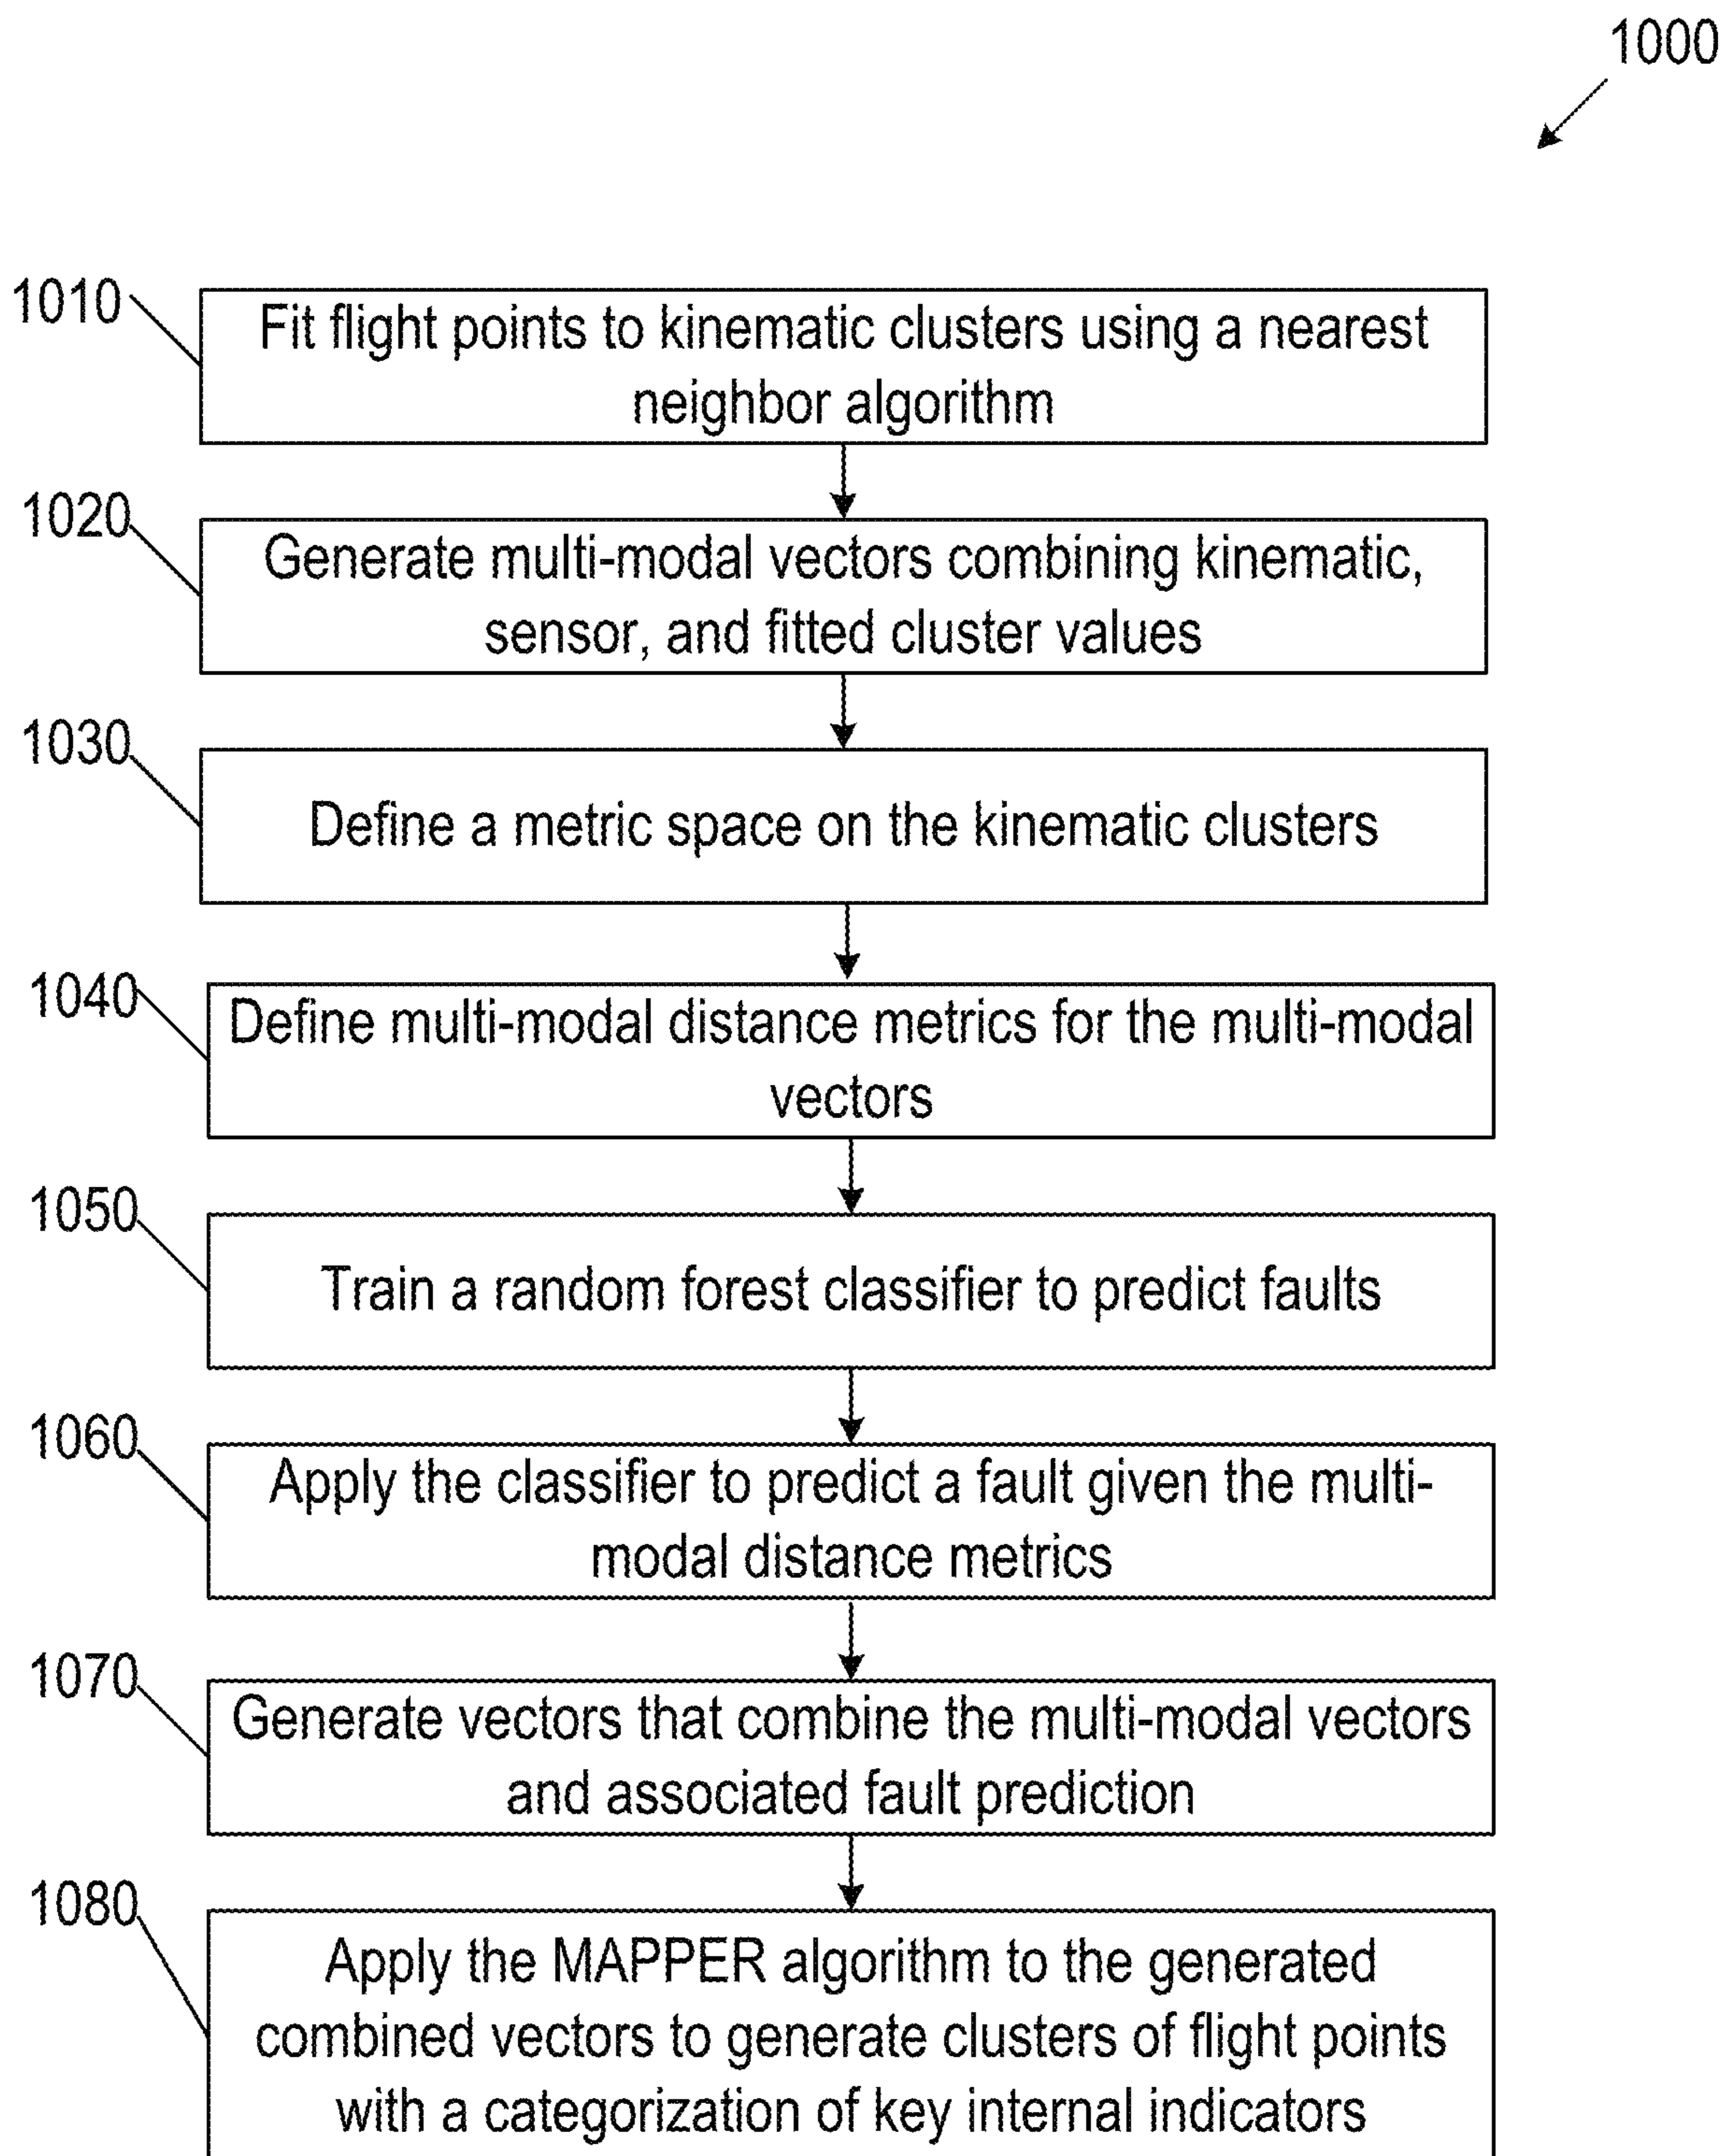 1000
1010
Fit flight points to kinematic clusters using a nearest
neighbor algorithm
1020
Generate multi-modal vectors combining kinematic,
sensor, and fitted cluster values
1030
Define a metric space on the kinematic clusters
1040
Define multi-modal distance metrics for the multi-modal
vectors
1050
Train a random forest classifier to predict faults
1060
Apply the classifier to predict a fault given the multi-
modal distance metrics
1070
Generate vectors that combine the multi-modal vectors
and associated fault prediction
1080
Apply the MAPPER algorithm to the generated
combined vectors to generate clusters of flight points
with a categorization of key internal indicators